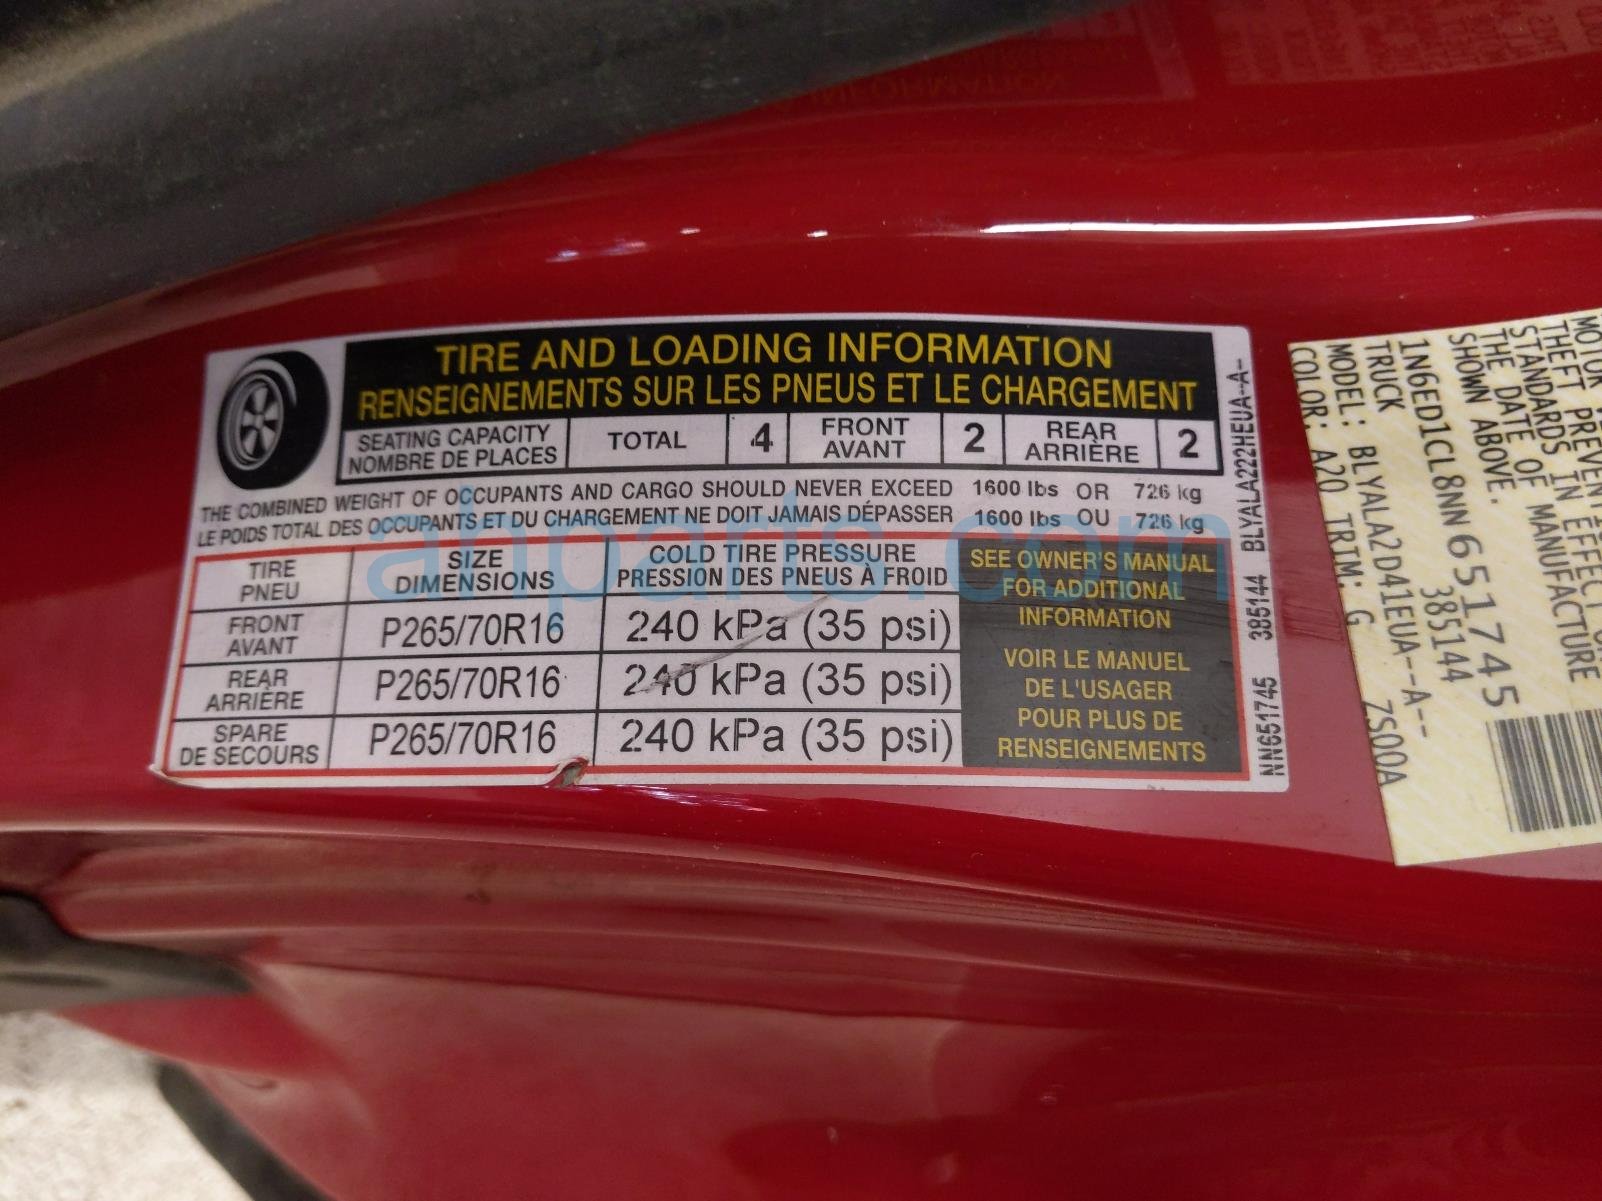 TIRE AND LOADING INFORMATION
RENSEIGNEMENTS SUR LES PNEUS ET LE CHARGEMENT
SEATING CAPACITY TOTAL 4 FRONT 2 REAR 2
NOMBRE DE PLACES AVANT ARRIÈRE
THE COMBINED WEIGHT OF OCCUPANTS AND CARGO SHOULD NEVER EXCEED 1600 lbs OR 726 kg
LE POIDS TOTAL DES OCCUPANTS ET DU CHARGEMENT NE DOIT JAMAIS DÉPASSER 1600 lbs OU 726 kg
TIRE SIZE COLD TIRE PRESSURE
PNEU DIMENSIONS PRESSION DES PNEUS À FROID
FRONT
AVANT P265/70R16 240 kPa (35 psi)
REAR
ARRIÈRE P265/70R16 240 kPa (35 psi)
SPARE
DE SECOURS P265/70R16 240 kPa (35 psi)
SEE OWNER'S MANUAL
FOR ADDITIONAL
INFORMATION
VOIR LE MANUEL
DE L'USAGER
POUR PLUS DE
RENSEIGNEMENTS
NN651745 385144 BLYALA222HEUA--A-
ahparts.com
MOTOR
THEFT PREVENTI
STANDARDS IN EFFECT
THE DATE OF MANUFACTURE
SHOWN ABOVE.
1N6ED1CL8NN651745
TRUCK 385144
MODEL: BLYALA2D41EUA--A--
COLOR: A20 TRIM: G 7S00A
INFORMATION